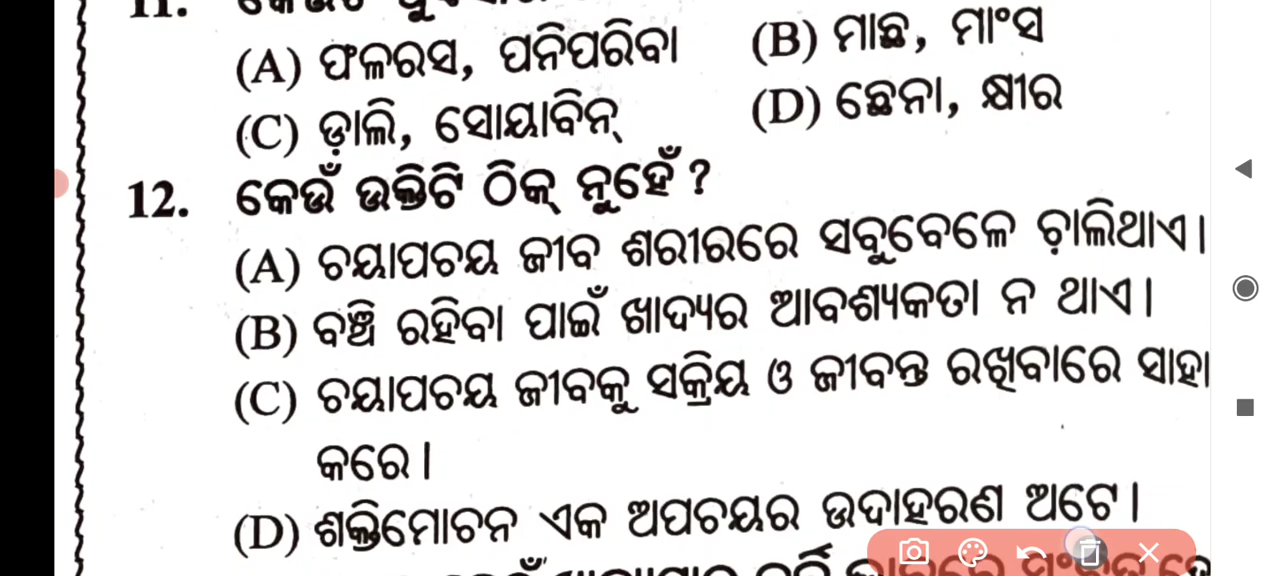 11.
(A) ଫଳରସ, ପନିପରିବା (B) ମାଛ, ମାଂସ
(C) ଡ଼ାଲି, ସୋୟାବିନ୍ (D) ଛେନା, କ୍ଷୀର
12. କେଉଁ ଉକ୍ତିଟି ଠିକ୍ ନୁହେଁ ?
(A) ଚୟାପଚୟ ଜୀବ ଶରୀରରେ ସବୁବେଳେ ଚ଼ାଲିଥାଏ।
(B) ବଞ୍ଚି ରହିବା ପାଇଁ ଖାଦ୍ୟର ଆବଶ୍ୟକତା ନ ଥାଏ।
(C) ଚୟାପଚୟ ଜୀବକୁ ସକ୍ରିୟ ଓ ଜୀବନ୍ତ ରଖିବାରେ ସାହା
କରେ।
(D) ଶକ୍ତିମୋଚନ ଏକ ଅପଚୟର ଉଦାହରଣ ଅଟେ।